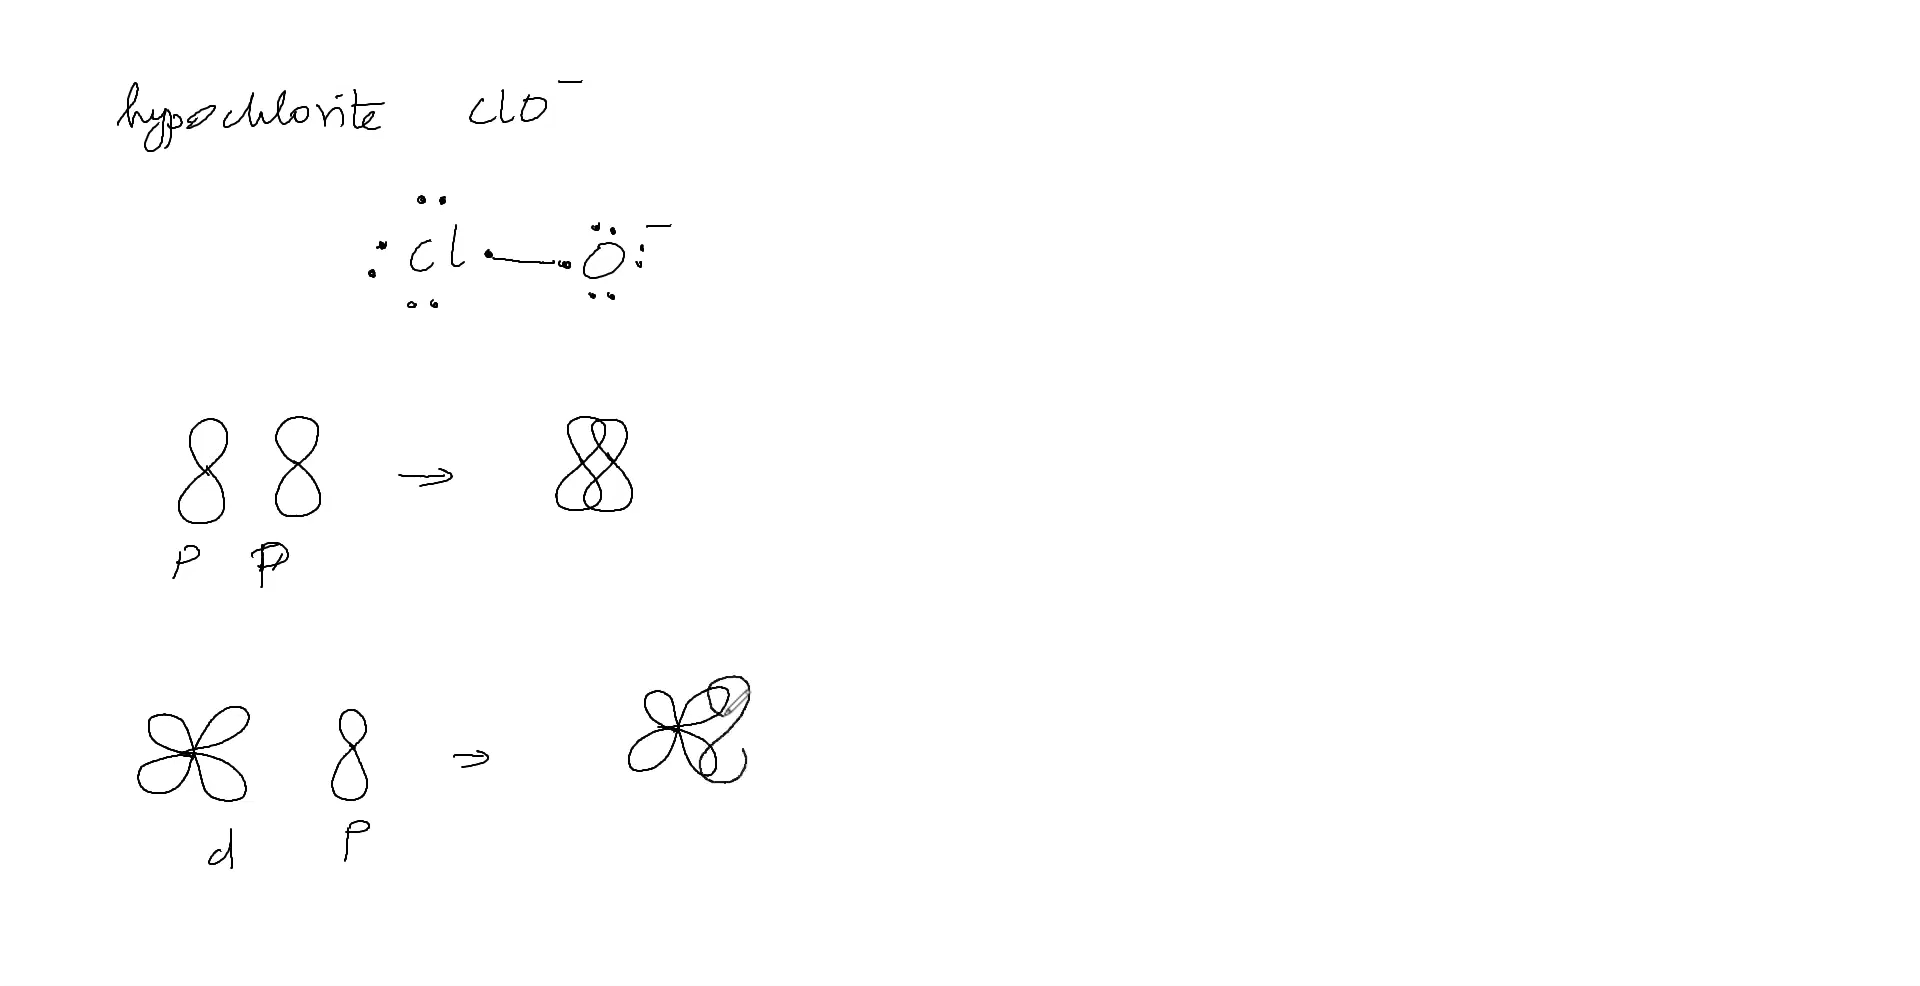 hypochlorite ClO⁻
Cl — O⁻
→
P P
→
d P